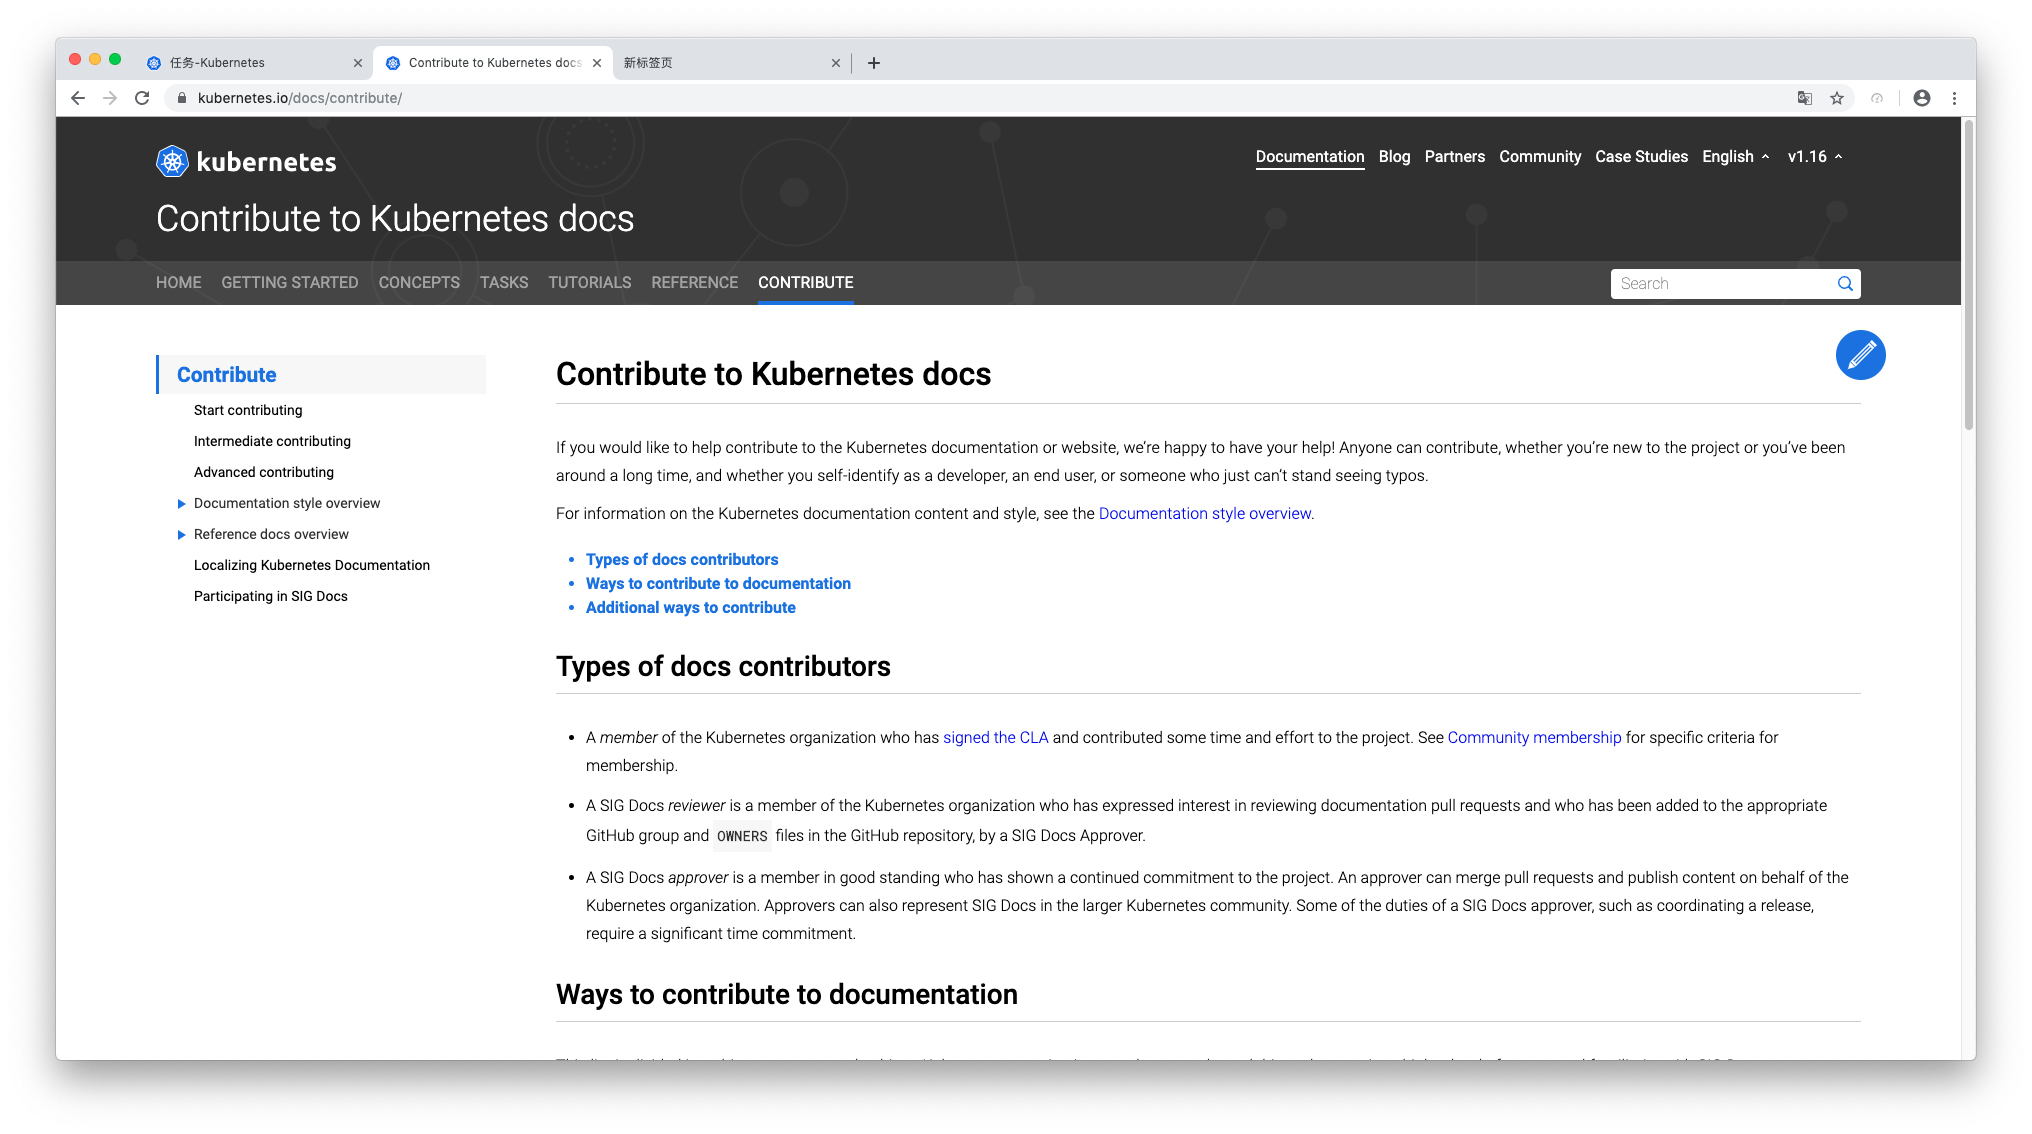 任务-Kubernetes
Contribute to Kubernetes docs
新标签页
kubernetes.io/docs/contribute/
kubernetes
Documentation Blog Partners Community Case Studies English v1.16
Contribute to Kubernetes docs
HOME GETTING STARTED CONCEPTS TASKS TUTORIALS REFERENCE CONTRIBUTE
Search
Contribute
Start contributing
Intermediate contributing
Advanced contributing
Documentation style overview
Reference docs overview
Localizing Kubernetes Documentation
Participating in SIG Docs
Contribute to Kubernetes docs
If you would like to help contribute to the Kubernetes documentation or website, we’re happy to have your help! Anyone can contribute, whether you’re new to the project or you’ve been
around a long time, and whether you self-identify as a developer, an end user, or someone who just can’t stand seeing typos.
For information on the Kubernetes documentation content and style, see the Documentation style overview.
• Types of docs contributors
• Ways to contribute to documentation
• Additional ways to contribute
Types of docs contributors
• A member of the Kubernetes organization who has signed the CLA and contributed some time and effort to the project. See Community membership for specific criteria for
membership.
• A SIG Docs reviewer is a member of the Kubernetes organization who has expressed interest in reviewing documentation pull requests and who has been added to the appropriate
GitHub group and OWNERS files in the GitHub repository, by a SIG Docs Approver.
• A SIG Docs approver is a member in good standing who has shown a continued commitment to the project. An approver can merge pull requests and publish content on behalf of the
Kubernetes organization. Approvers can also represent SIG Docs in the larger Kubernetes community. Some of the duties of a SIG Docs approver, such as coordinating a release,
require a significant time commitment.
Ways to contribute to documentation